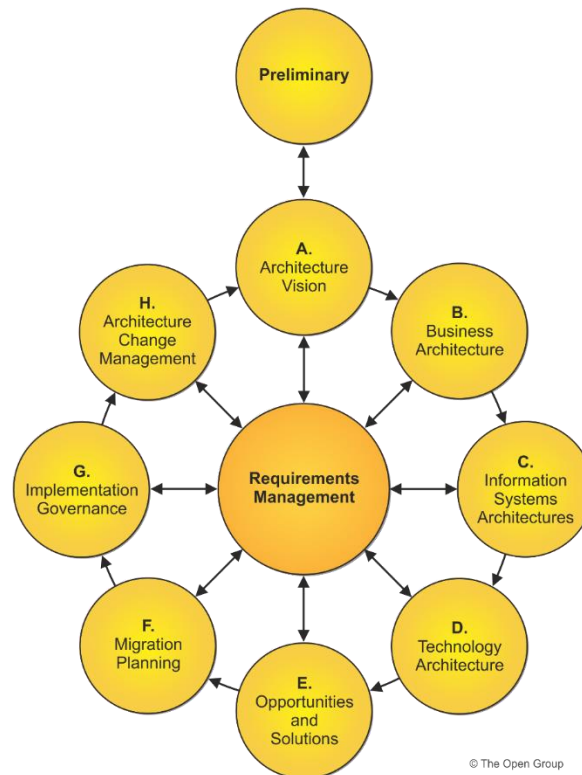 Preliminary
A.
Architecture
Vision
H.
Architecture
Change
Management
B.
Business
Architecture
G.
Implementation
Governance
Requirements
Management
C.
Information
Systems
Architectures
F.
Migration
Planning
D.
Technology
Architecture
E.
Opportunities
and
Solutions
© The Open Group